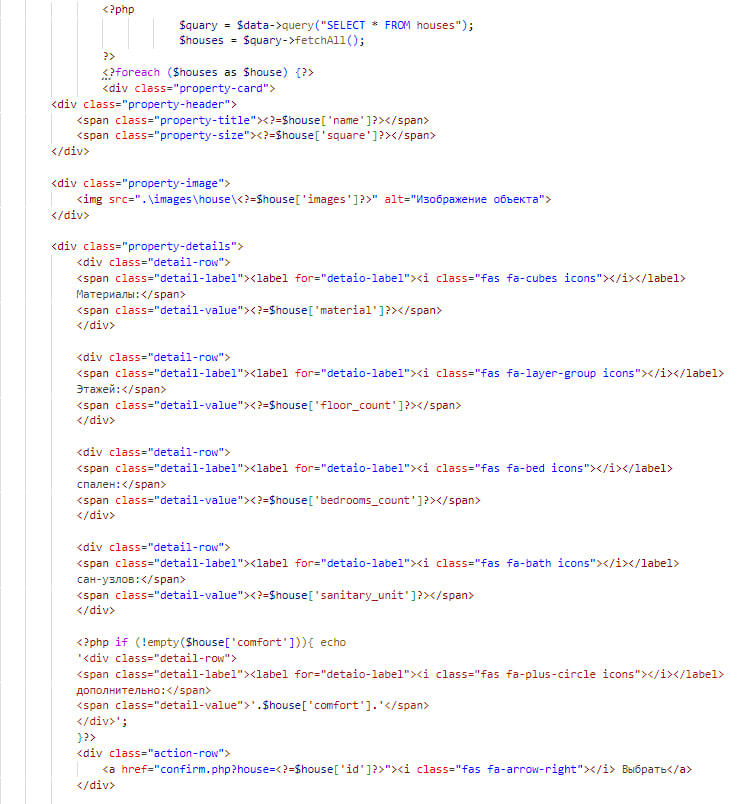 <?php
$quary = $data->query("SELECT * FROM houses");
$houses = $quary->fetchAll();
?>
<?foreach ($houses as $house) {?>
<div class="property-card">
<div class="property-header">
<span class="property-title"><?=$house['name']?></span>
<span class="property-size"><?=$house['square']?></span>
</div>
<div class="property-image">
<img src=".\images\house\<?=$house['images']?>" alt="Изображение объекта">
</div>
<div class="property-details">
<div class="detail-row">
<span class="detail-label"><label for="detaio-label"><i class="fas fa-cubes icons"></i></label>
Материалы:</span>
<span class="detail-value"><?=$house['material']?></span>
</div>
<div class="detail-row">
<span class="detail-label"><label for="detaio-label"><i class="fas fa-layer-group icons"></i></label>
Этажей:</span>
<span class="detail-value"><?=$house['floor_count']?></span>
</div>
<div class="detail-row">
<span class="detail-label"><label for="detaio-label"><i class="fas fa-bed icons"></i></label>
спален:</span>
<span class="detail-value"><?=$house['bedrooms_count']?></span>
</div>
<div class="detail-row">
<span class="detail-label"><label for="detaio-label"><i class="fas fa-bath icons"></i></label>
сан-узлов:</span>
<span class="detail-value"><?=$house['sanitary_unit']?></span>
</div>
<?php if (!empty($house['comfort'])){ echo
'<div class="detail-row">
<span class="detail-label"><label for="detaio-label"><i class="fas fa-plus-circle icons"></i></label>
дополнительно:</span>
<span class="detail-value">'.$house['comfort'].'</span>
</div>';
}?>
<div class="action-row">
<a href="confirm.php?house=<?=$house['id']?>"><i class="fas fa-arrow-right"></i> Выбрать</a>
</div>